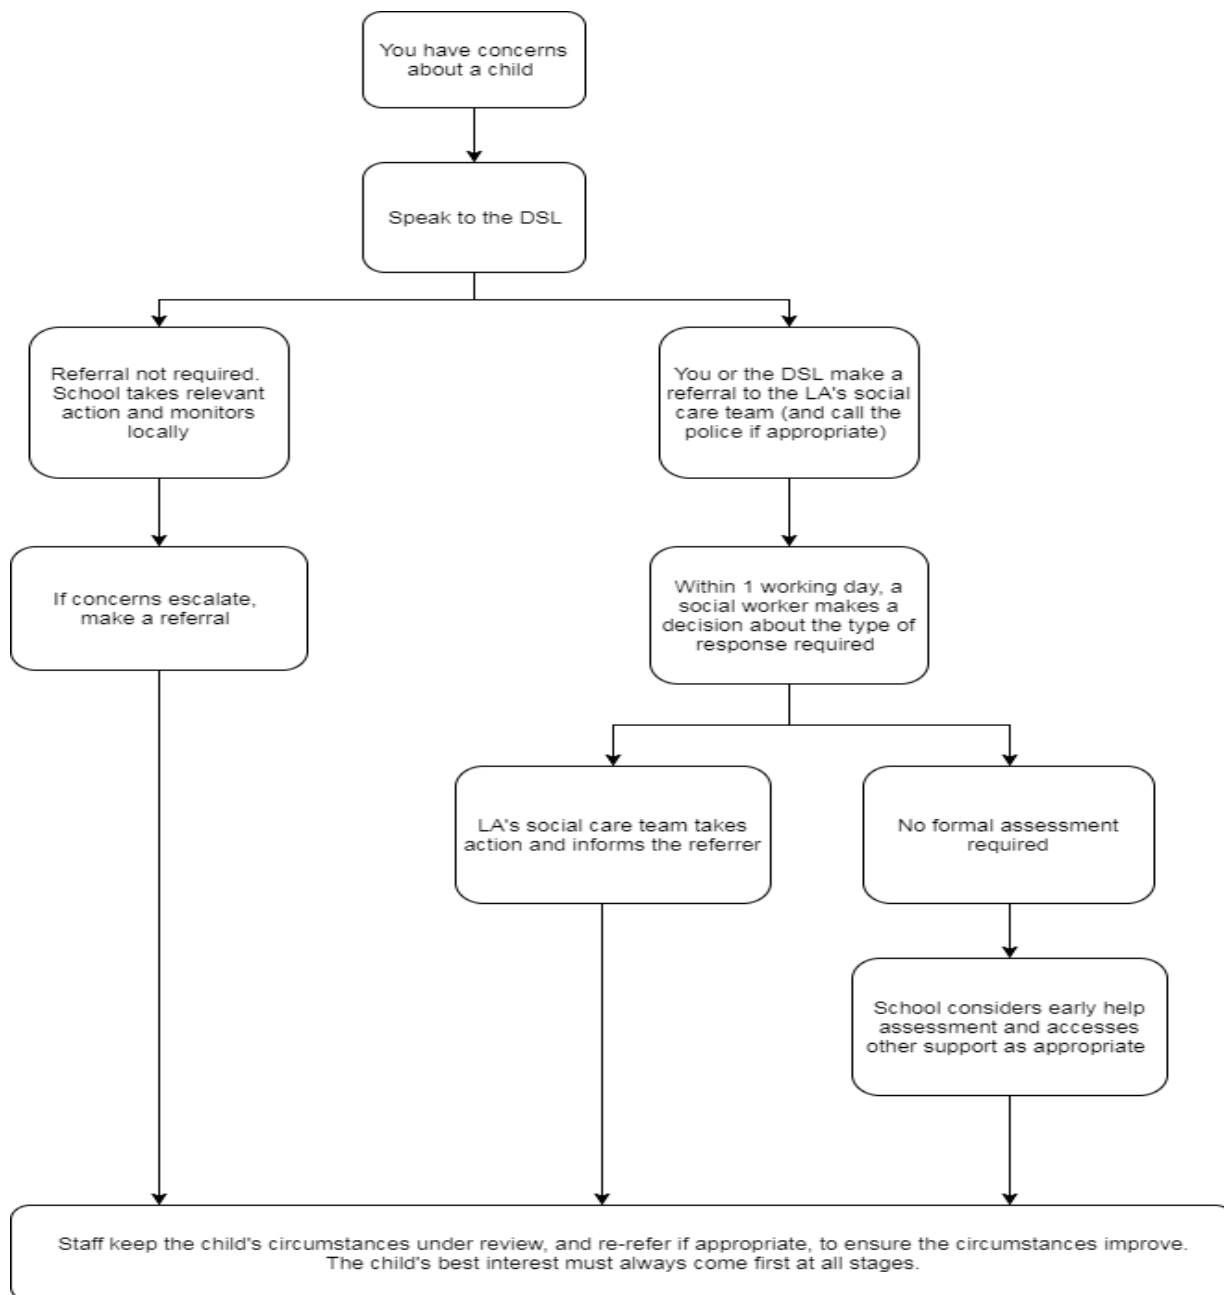 You have concerns
about a child
Speak to the DSL
Referral not required.
School takes relevant
action and monitors
locally
You or the DSL make a
referral to the LA's social
care team (and call the
police if appropriate)
If concerns escalate,
make a referral
Within 1 working day, a
social worker makes a
decision about the type of
response required
LA's social care team takes
action and informs the referrer
No formal assessment
required
School considers early help
assessment and accesses
other support as appropriate
Staff keep the child's circumstances under review, and re-refer if appropriate, to ensure the circumstances improve.
The child's best interest must always come first at all stages.